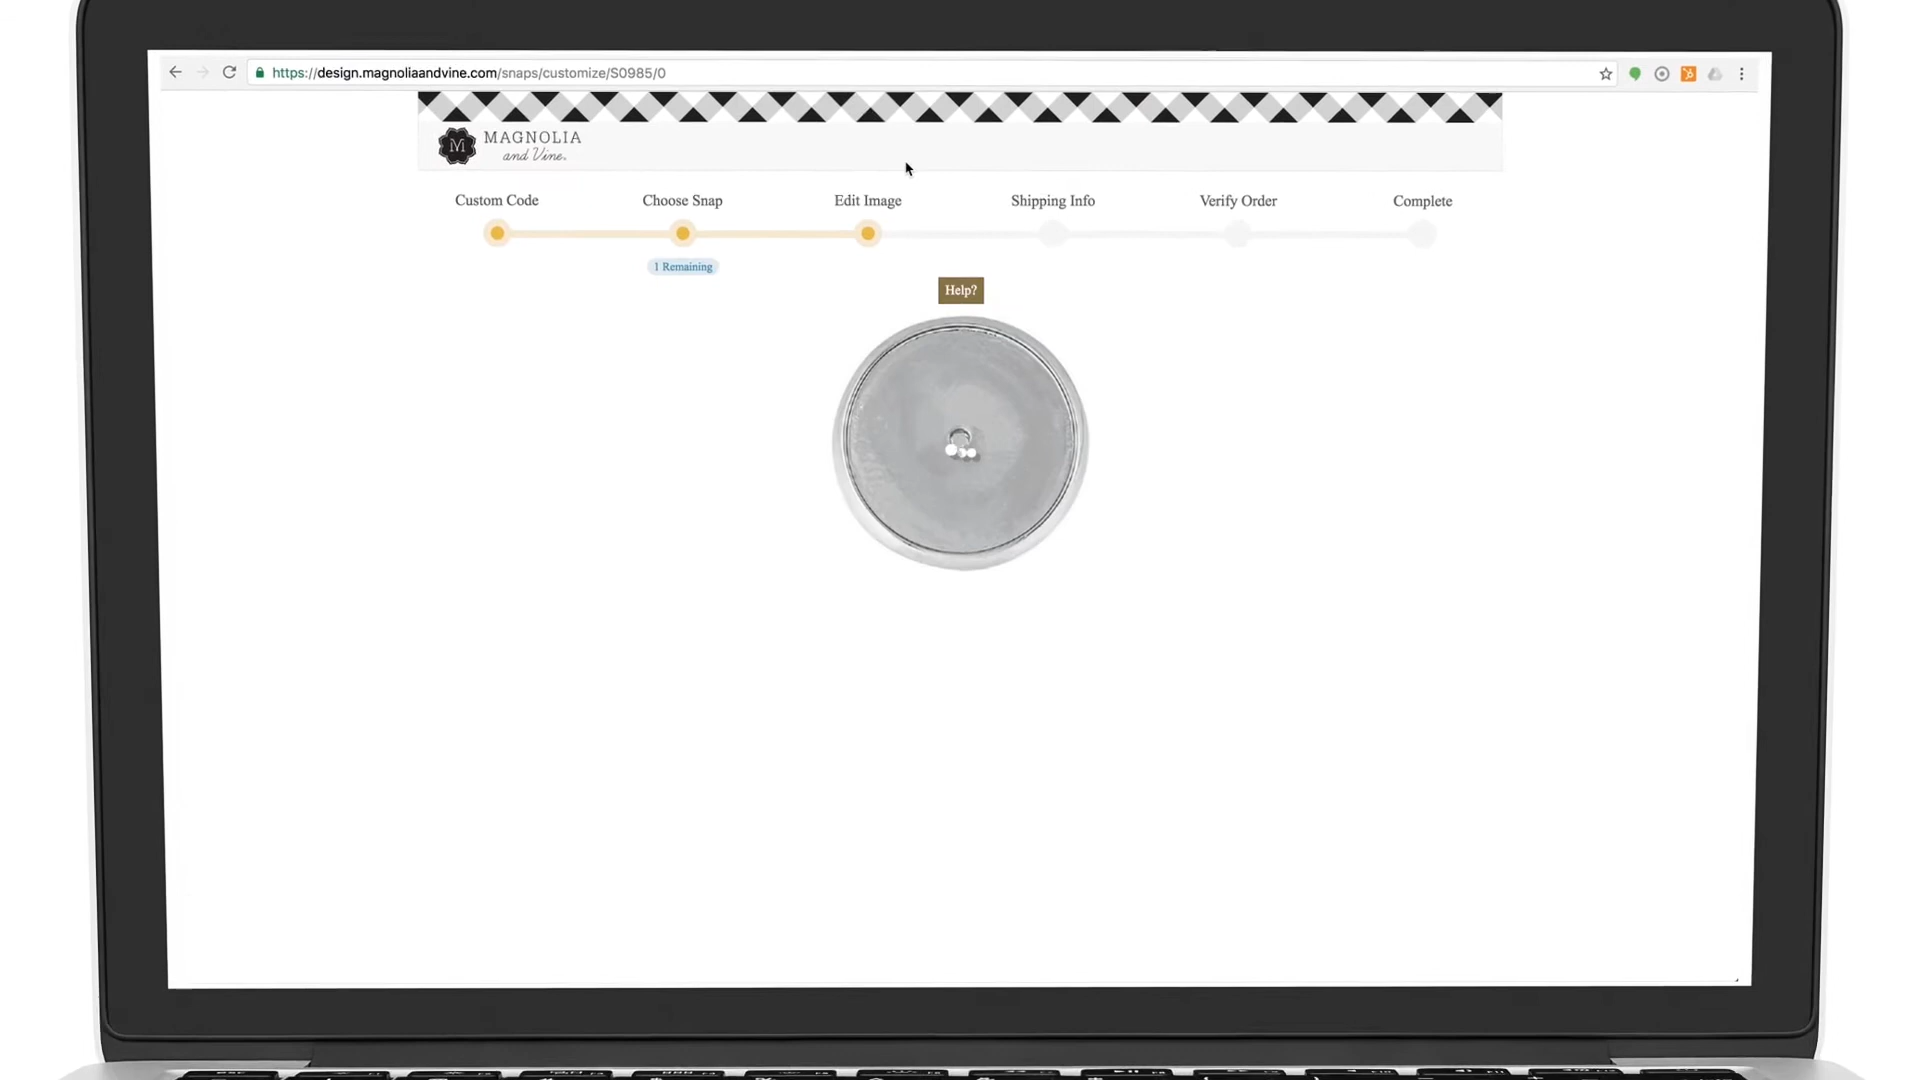 https://design.magnoliaandvine.com/snaps/customize/S0985/0
M MAGNOLIA
and Vine.
Custom Code
Choose Snap
Edit Image
Shipping Info
Verify Order
Complete
1 Remaining
Help?